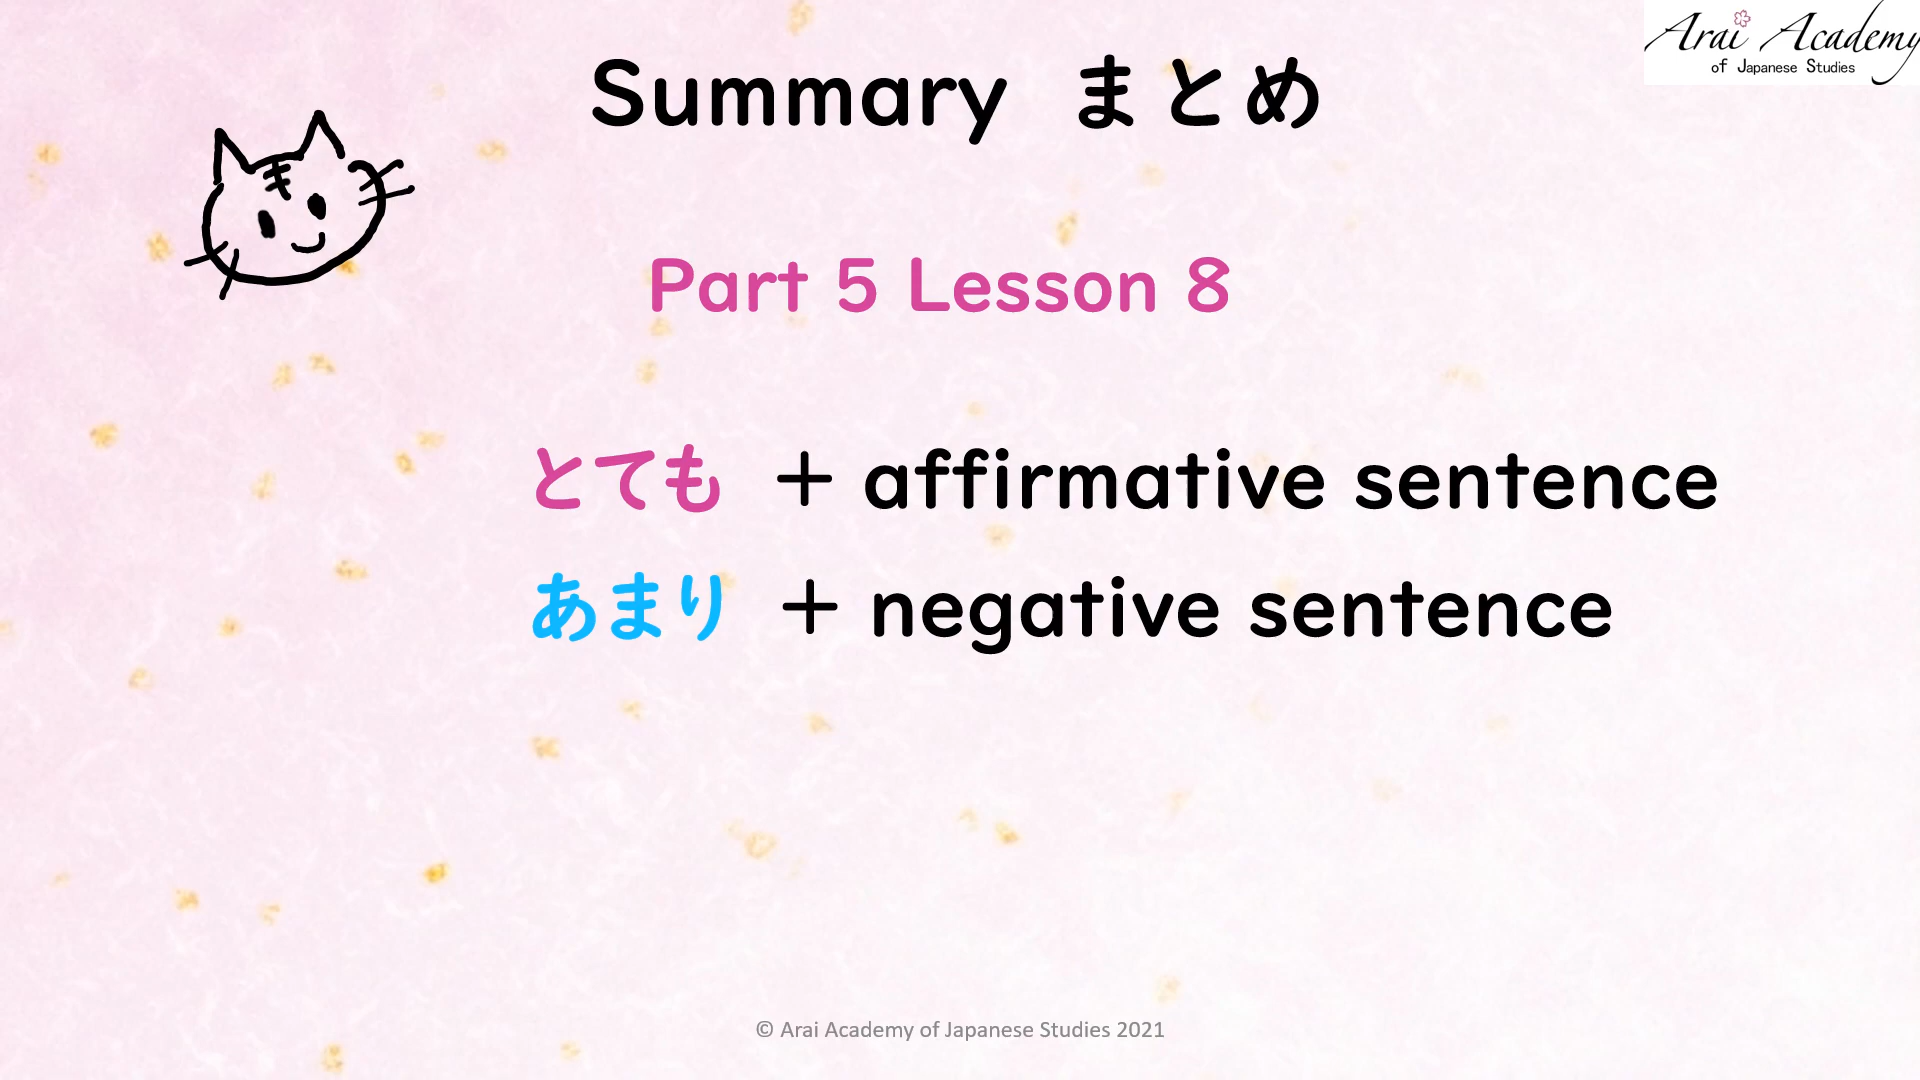 Arai Academy
of Japanese Studies
Summary まとめ
Part 5 Lesson 8
とても + affirmative sentence
あまり + negative sentence
© Arai Academy of Japanese Studies 2021